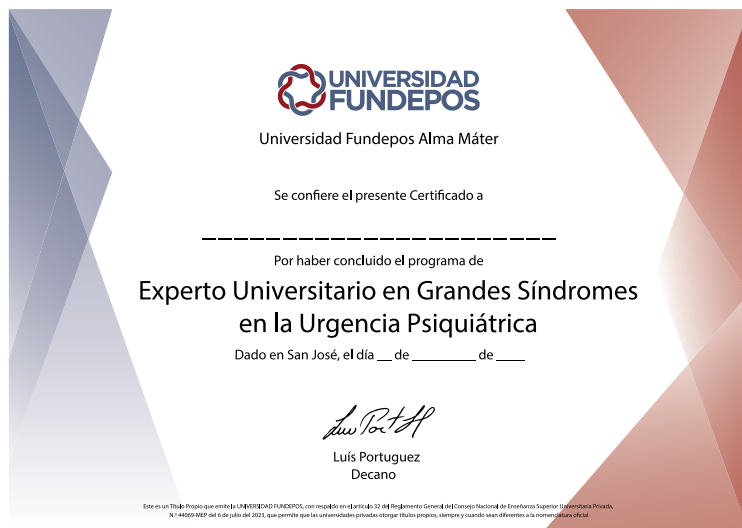 UNIVERSIDAD
FUNDEPOS
Universidad Fundepos Alma Máter
Se confiere el presente Certificado a
Por haber concluido el programa de
Experto Universitario en Grandes Síndromes
en la Urgencia Psiquiátrica
Dado en San José, el día __ de ________ de ____
Luís Portuguez
Decano
Este es un Título Propio que emite la UNIVERSIDAD FUNDEPOS, con respaldo en el artículo 32 del Reglamento General del Consejo Nacional de Enseñanza Superior Universitaria Privada,
N.º 44069-MEP del 6 de julio del 2023, que permite que las universidades privadas otorgar títulos propios, siempre y cuando sean diferentes a la nomenclatura oficial